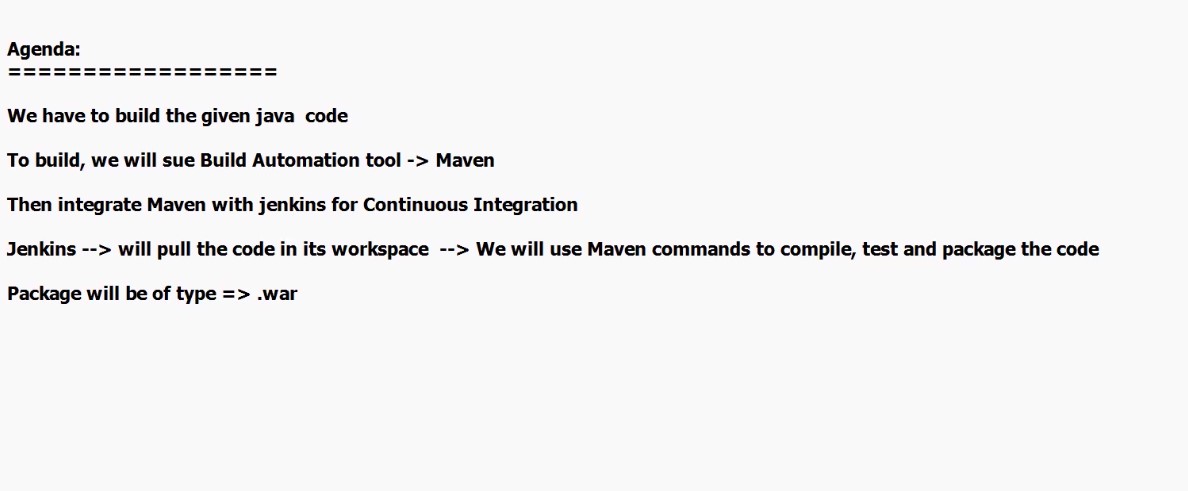 Agenda:
==================
We have to build the given java  code
To build, we will sue Build Automation tool -> Maven
Then integrate Maven with jenkins for Continuous Integration
Jenkins --> will pull the code in its workspace  --> We will use Maven commands to compile, test and package the code
Package will be of type => .war